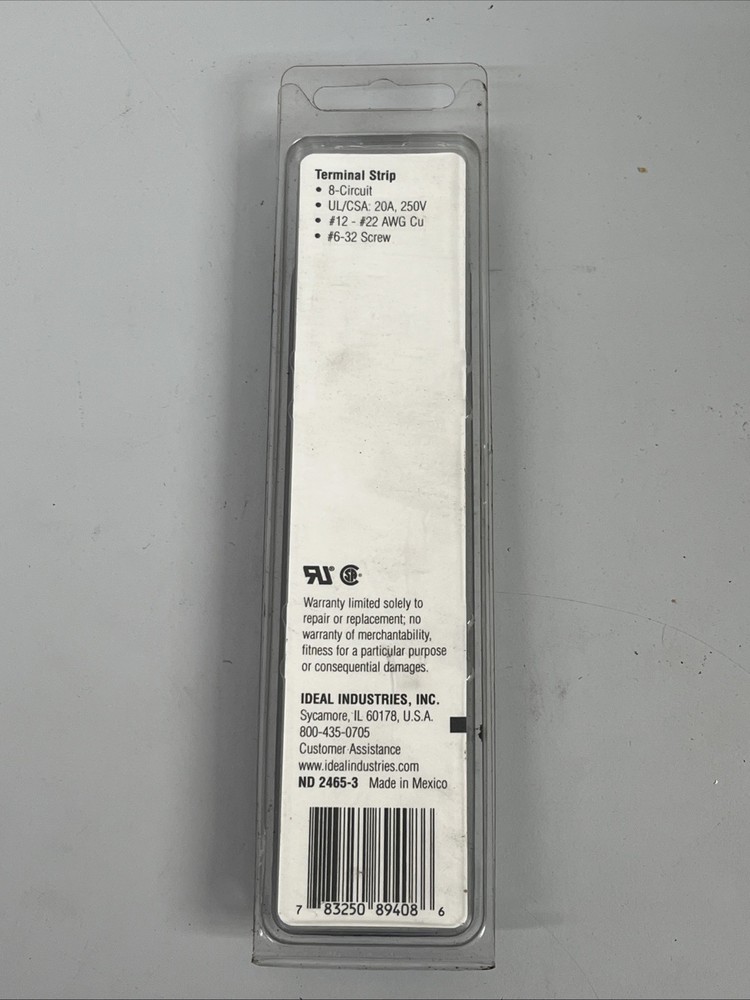 Terminal Strip
• 8-Circuit
• UL/CSA: 20A, 250V
• #12 - #22 AWG Cu
• #6-32 Screw
Warranty limited solely to
repair or replacement; no
warranty of merchantability,
fitness for a particular purpose
or consequential damages.
IDEAL INDUSTRIES, INC.
Sycamore, IL 60178, U.S.A.
800-435-0705
Customer Assistance
www.idealindustries.com
ND 2465-3 Made in Mexico
7 83250 89408 6